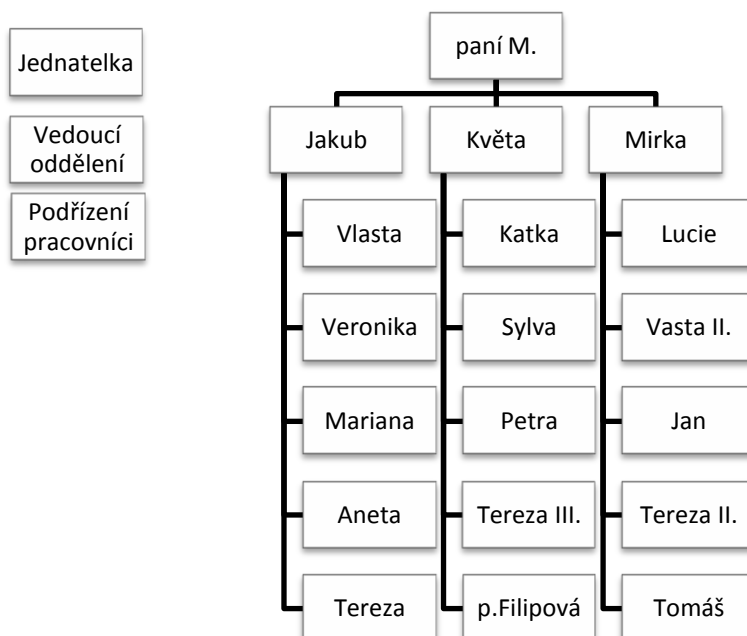 Jednatelka
Vedoucí
oddělení
Podřízení
pracovníci
paní M.
Jakub
Květa
Mirka
Vlasta
Katka
Lucie
Veronika
Sylva
Vasta II.
Mariana
Petra
Jan
Aneta
Tereza III.
Tereza II.
Tereza
p.Filipová
Tomáš